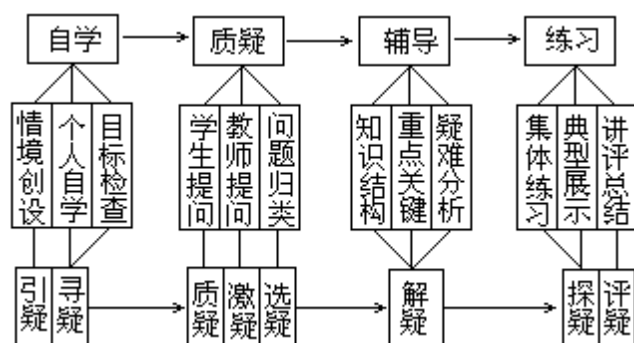 自学
质疑
辅导
练习
情境创设
个人自学
目标检查
学生提问
教师提问
问题归类
知识结构
重点关键
疑难分析
集体练习
典型展示
讲评总结
引疑
寻疑
质疑
激疑
选疑
解疑
探疑
评疑